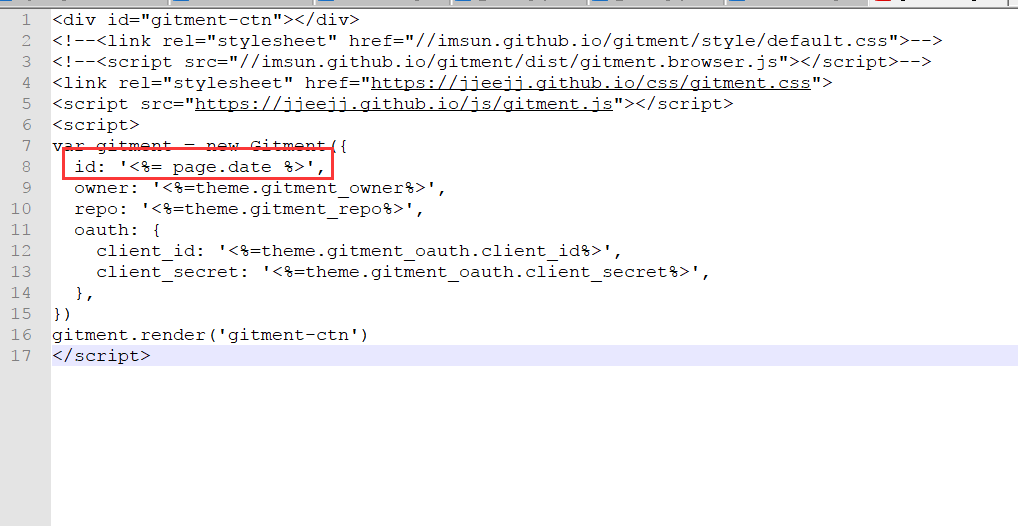 1 <div id="gitment-ctn"></div>
2 <!--<link rel="stylesheet" href="//imsun.github.io/gitment/style/default.css">-->
3 <!--<script src="//imsun.github.io/gitment/dist/gitment.browser.js"></script>-->
4 <link rel="stylesheet" href="https://jjeejj.github.io/css/gitment.css">
5 <script src="https://jjeejj.github.io/js/gitment.js"></script>
6 <script>
7 var gitment = new Gitment({
8   id: '<%= page.date %>',
9   owner: '<%=theme.gitment_owner%>',
10   repo: '<%=theme.gitment_repo%>',
11   oauth: {
12     client_id: '<%=theme.gitment_oauth.client_id%>',
13     client_secret: '<%=theme.gitment_oauth.client_secret%>',
14   },
15 })
16 gitment.render('gitment-ctn')
17 </script>